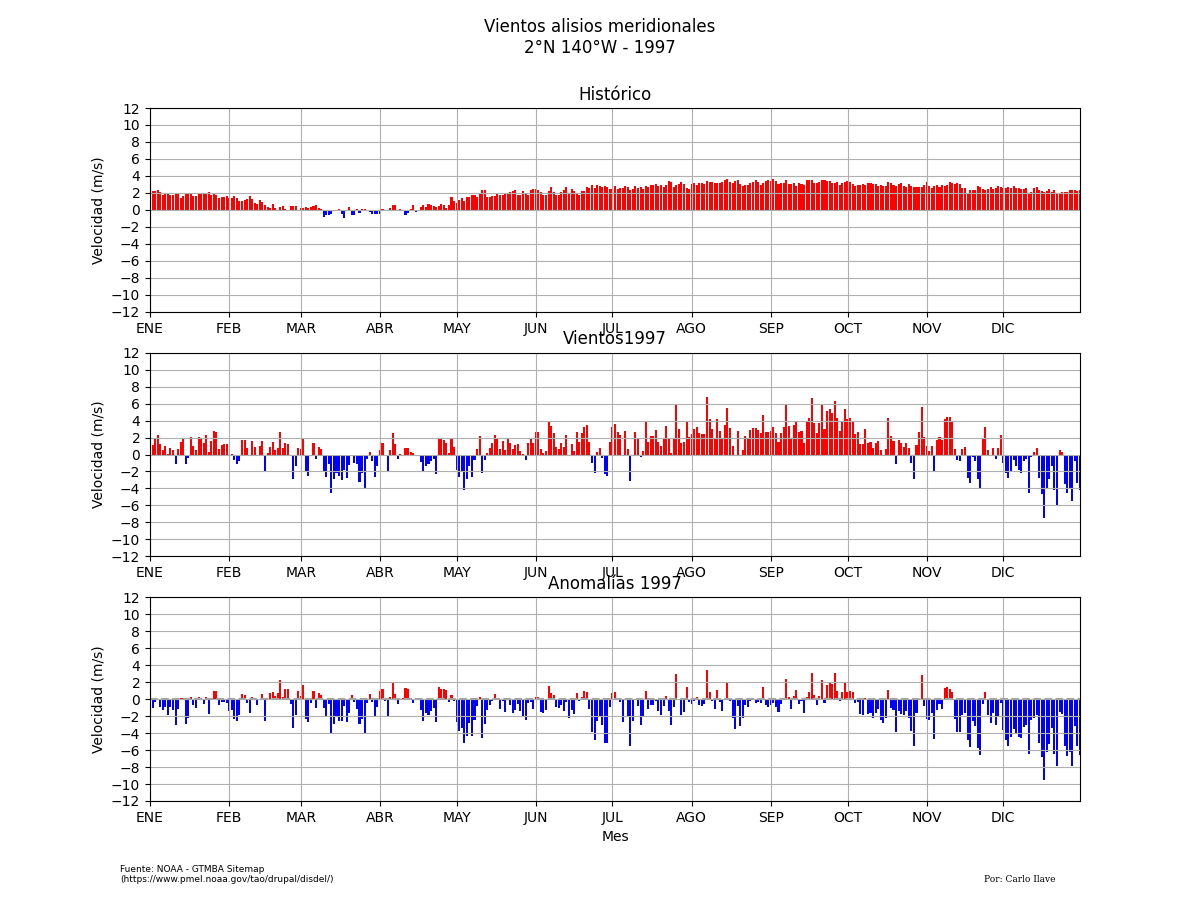 Vientos alisios meridionales
2°N 140°W - 1997
Histórico
12
10
8
6
4
2
0
−2
−4
−6
−8
−10
−12
Velocidad (m/s)
ENE FEB MAR ABR MAY JUN JUL AGO SEP OCT NOV DIC
Vientos1997
12
10
8
6
4
2
0
−2
−4
−6
−8
−10
−12
Velocidad (m/s)
ENE FEB MAR ABR MAY JUN JUL AGO SEP OCT NOV DIC
Anomalías 1997
12
10
8
6
4
2
0
−2
−4
−6
−8
−10
−12
Velocidad (m/s)
ENE FEB MAR ABR MAY JUN JUL AGO SEP OCT NOV DIC
Mes
Fuente: NOAA - GTMBA Sitemap
(https://www.pmel.noaa.gov/tao/drupal/disdel/)
Por: Carlo Ilave